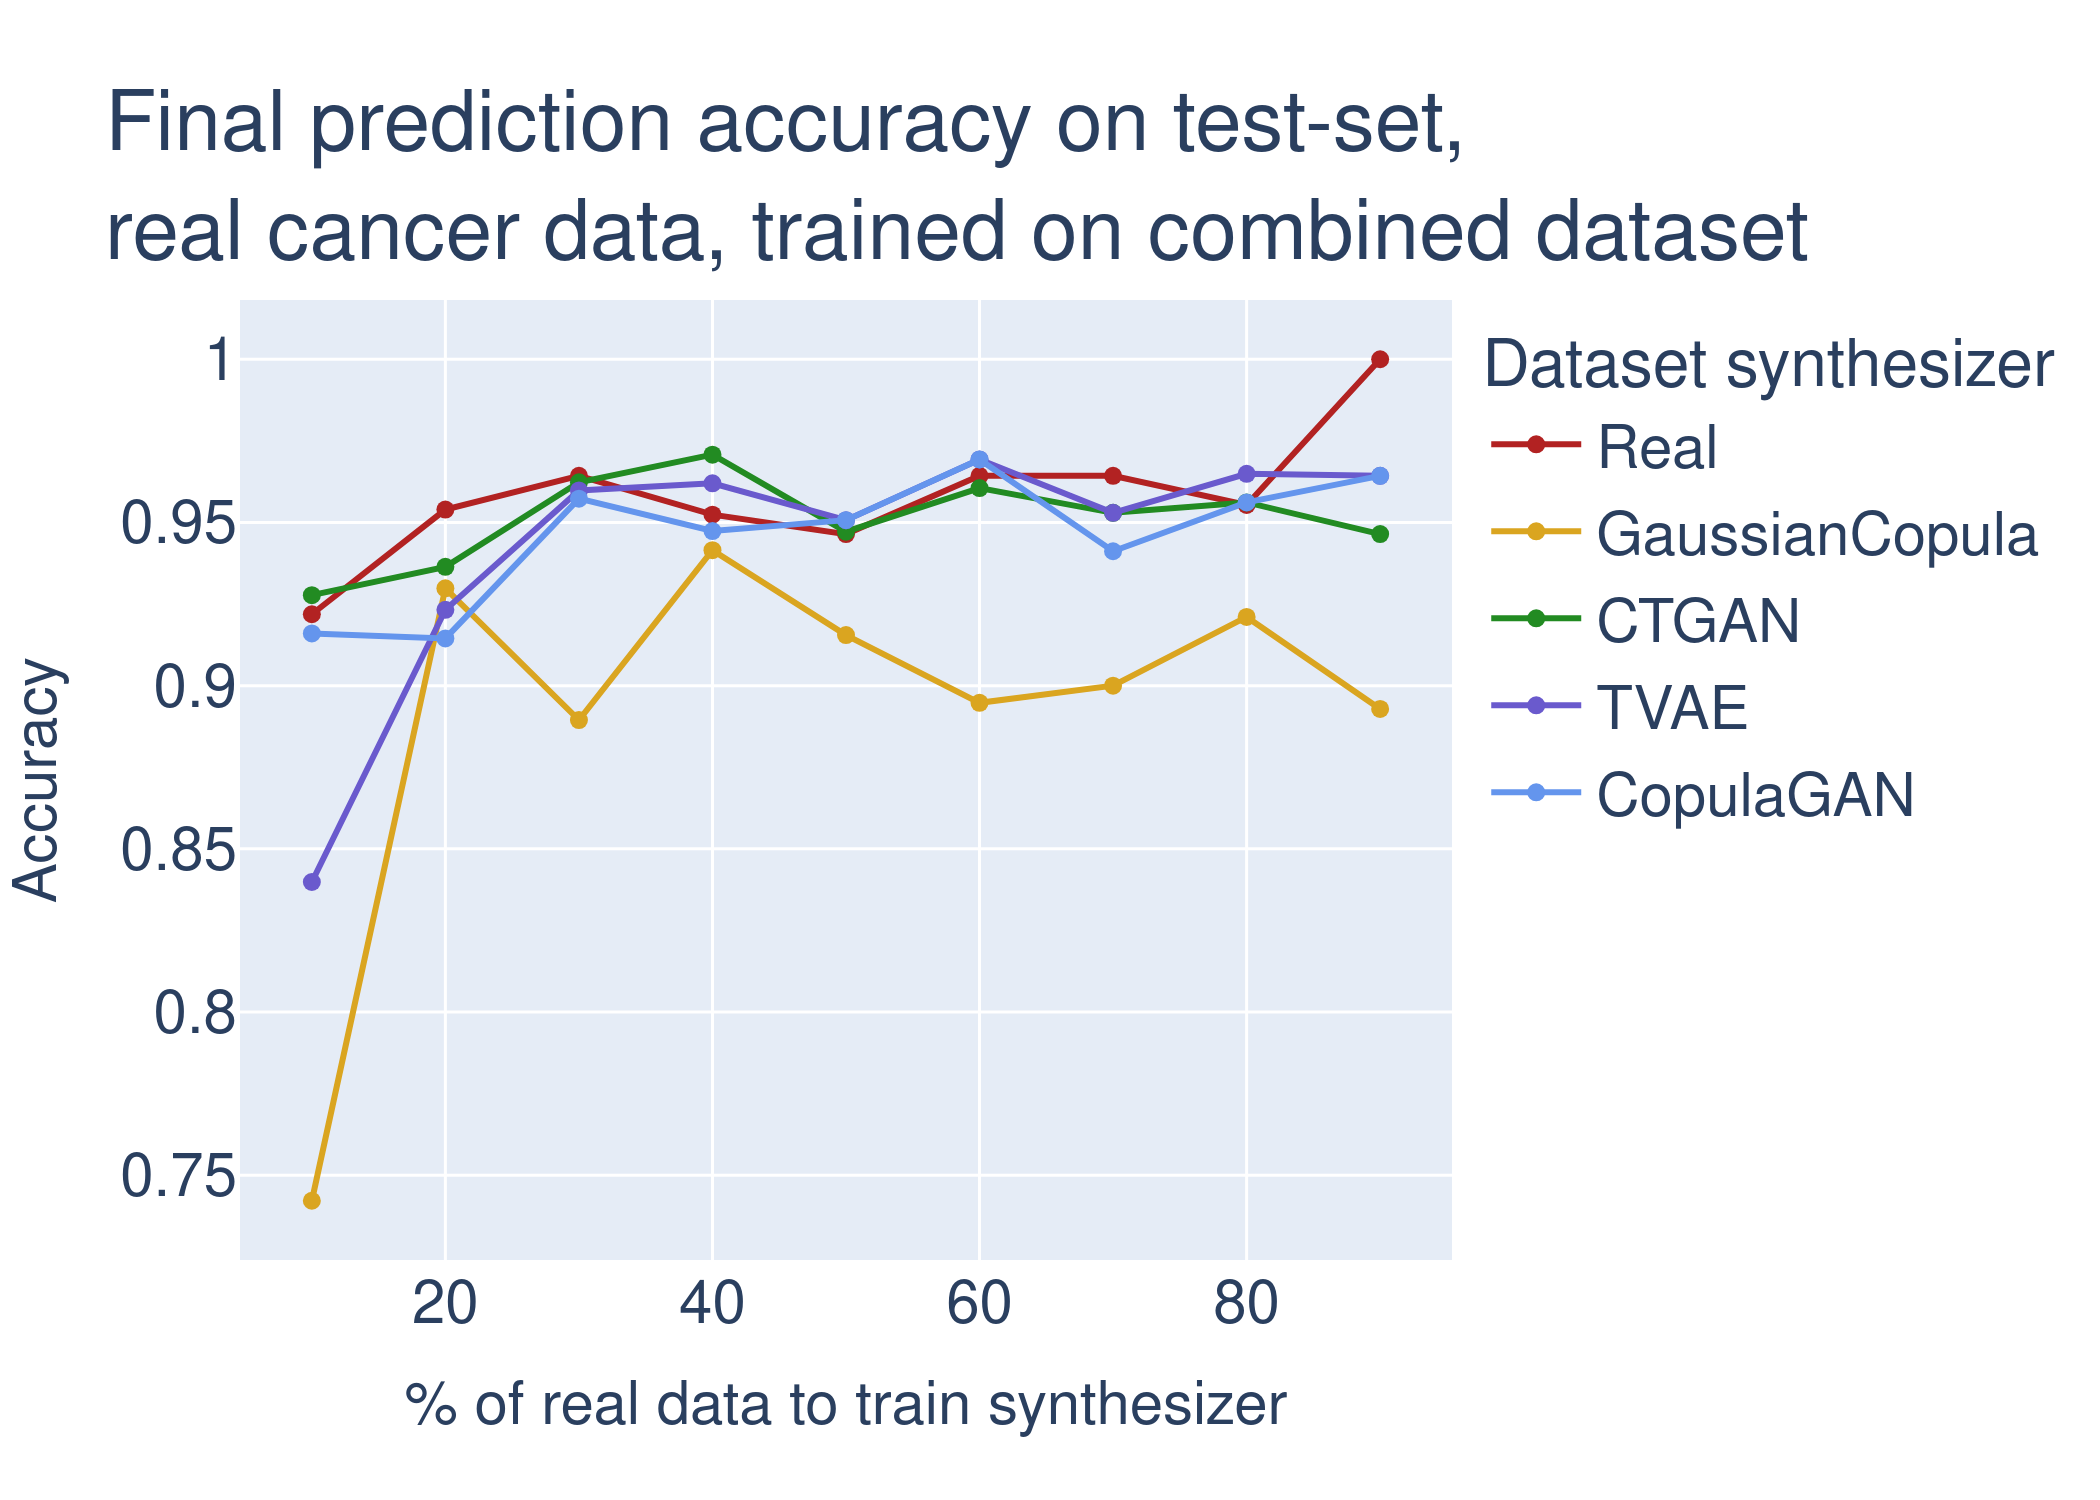 Final prediction accuracy on test-set,
real cancer data, trained on combined dataset
Accuracy
1
0.95
0.9
0.85
0.8
0.75
20
40
60
80
% of real data to train synthesizer
Dataset synthesizer
Real
GaussianCopula
CTGAN
TVAE
CopulaGAN